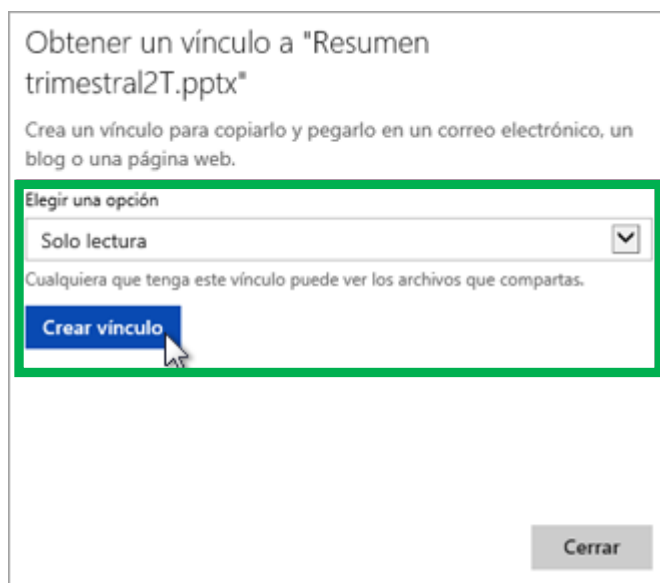 Obtener un vínculo a "Resumen
trimestral2T.pptx"
Crea un vínculo para copiarlo y pegarlo en un correo electrónico, un
blog o una página web.
Elegir una opción
Solo lectura
Cualquiera que tenga este vínculo puede ver los archivos que compartas.
Crear vínculo
Cerrar